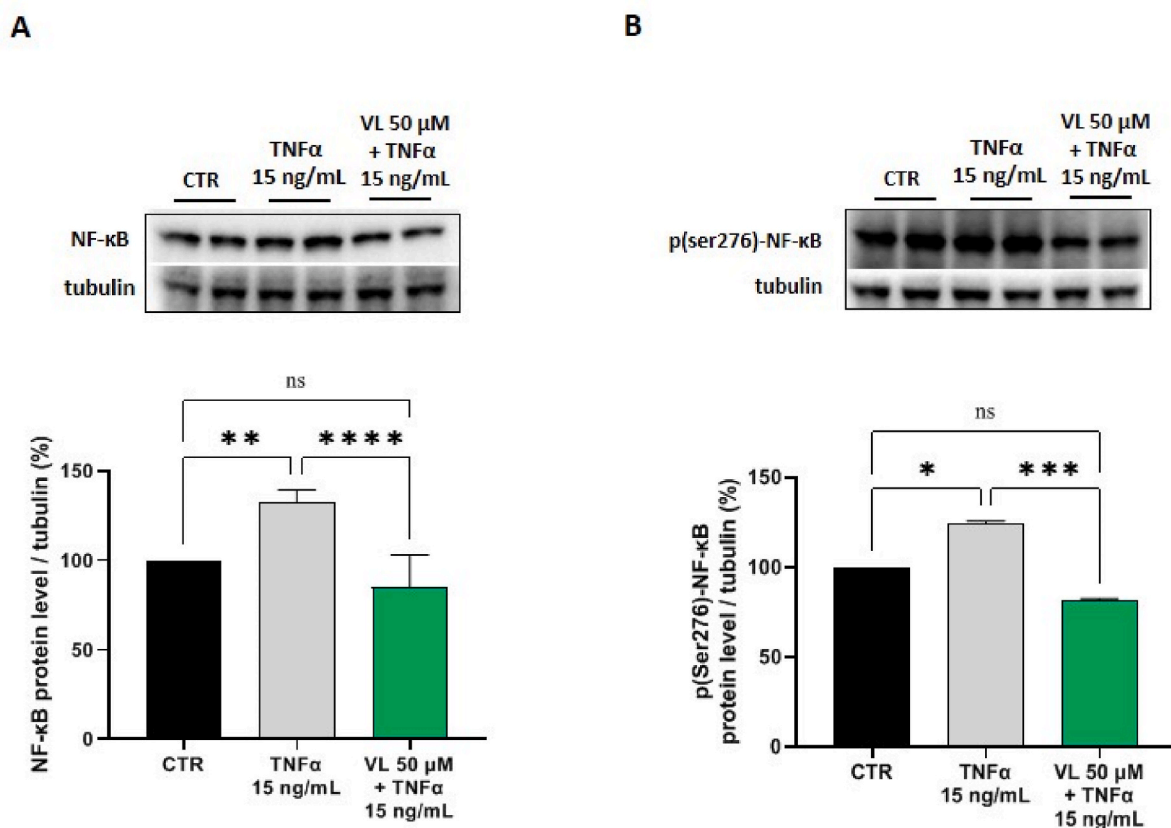 A
CTR
TNFα
15 ng/mL
VL 50 µM
+ TNFα
15 ng/mL
NF-κB
tubulin
ns
**
****
NF-κB protein level / tubulin (%)
150
100
50
0
CTR
TNFα
15 ng/mL
VL 50 µM
+ TNFα
15 ng/mL
B
CTR
TNFα
15 ng/mL
VL 50 µM
+ TNFα
15 ng/mL
p(ser276)-NF-κB
tubulin
ns
*
***
p(Ser276)-NF-κB
protein level / tubulin (%)
150
100
50
0
CTR
TNFα
15 ng/mL
VL 50 µM
+ TNFα
15 ng/mL